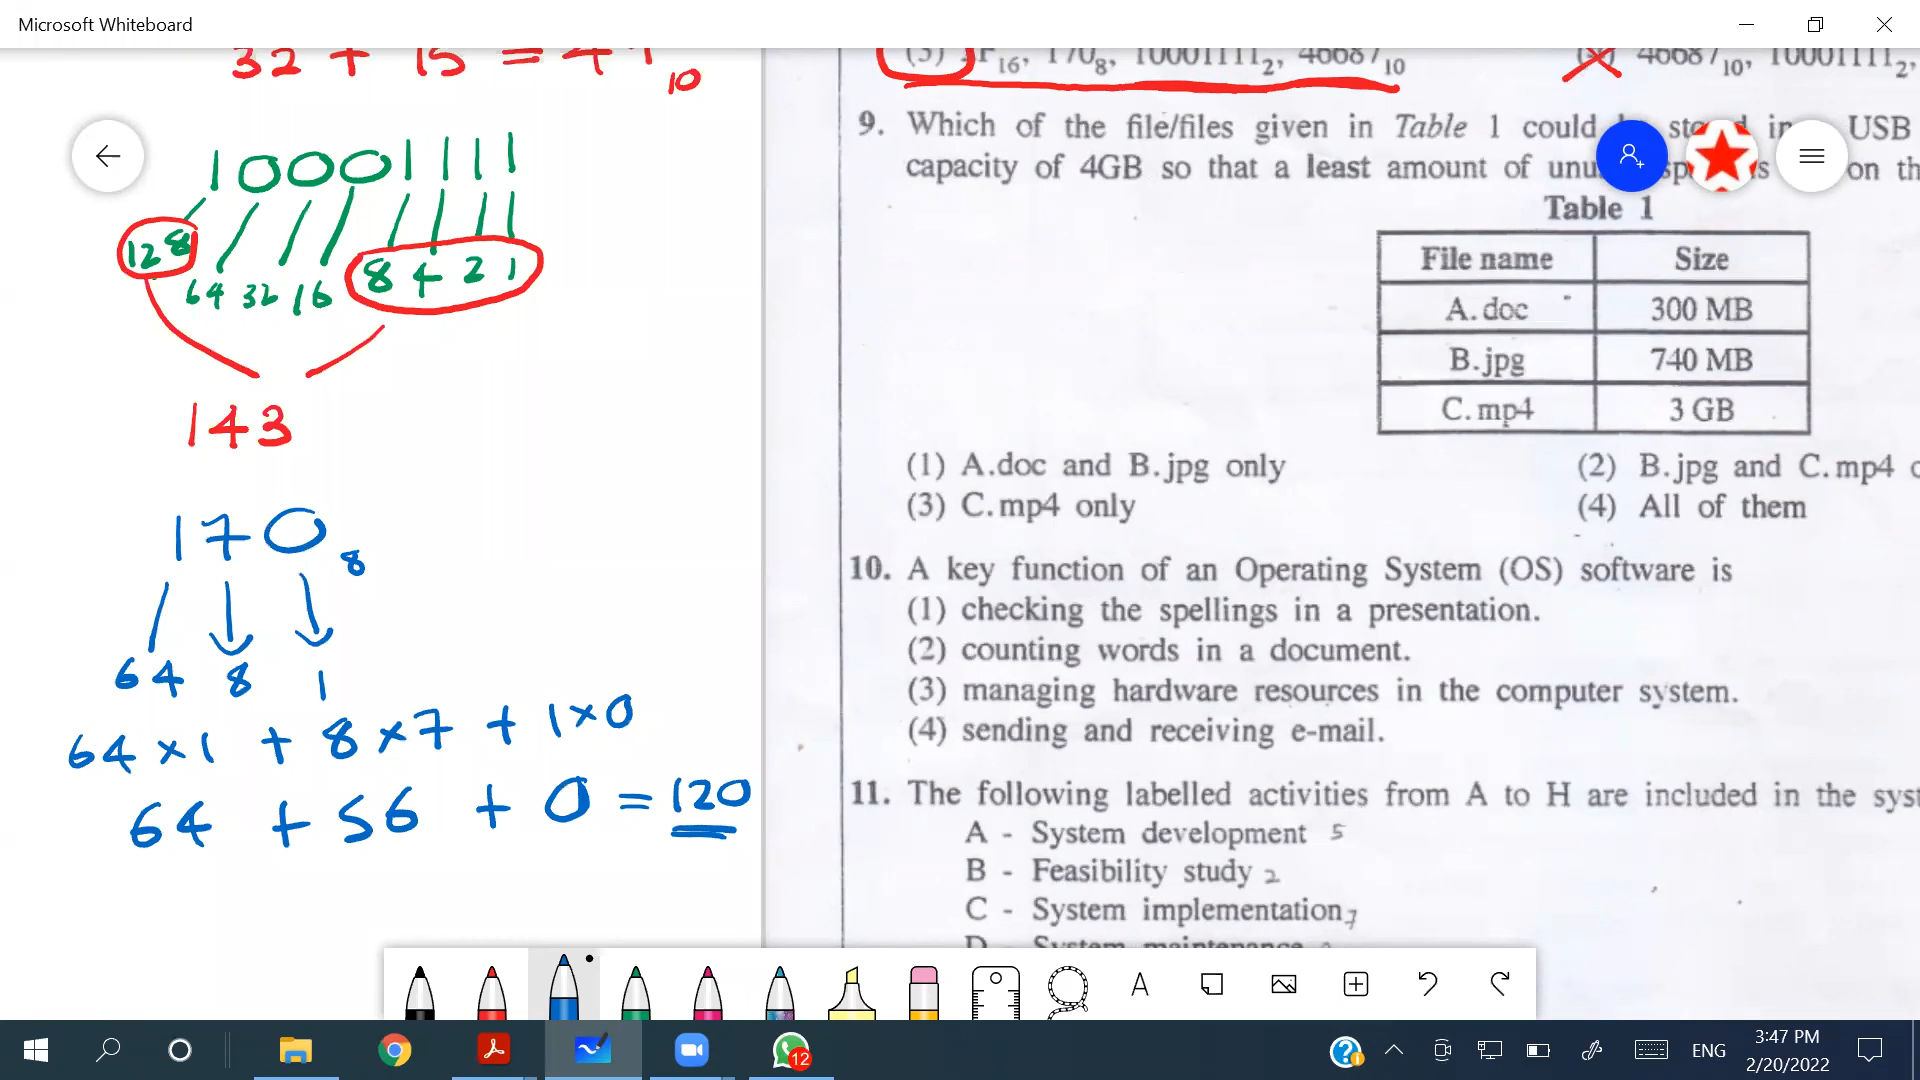 Microsoft Whiteboard
32 + 15 = 4
10
10001111
128 64 32 16 8 4 2 1
143
170 8
64 8 1
64 × 1 + 8 × 7 + 1 × 0
64 + 56 + 0 = 120
(3) F16, 1708, 100011112, 4668710
4668710, 100011112,
9. Which of the file/files given in Table 1 could in USB
capacity of 4GB so that a least amount of on
Table 1
File name Size
A.doc 300 MB
B.jpg 740 MB
C.mp4 3 GB
(1) A.doc and B.jpg only (2) B.jpg and C.mp4
(3) C.mp4 only (4) All of them
10. A key function of an Operating System (OS) software is
(1) checking the spellings in a presentation.
(2) counting words in a document.
(3) managing hardware resources in the computer system.
(4) sending and receiving e-mail.
11. The following labelled activities from A to H are included in the
A - System development 5
B - Feasibility study 2
C - System implementation 7
D - System maintenance
A
12
ENG
3:47 PM
2/20/2022